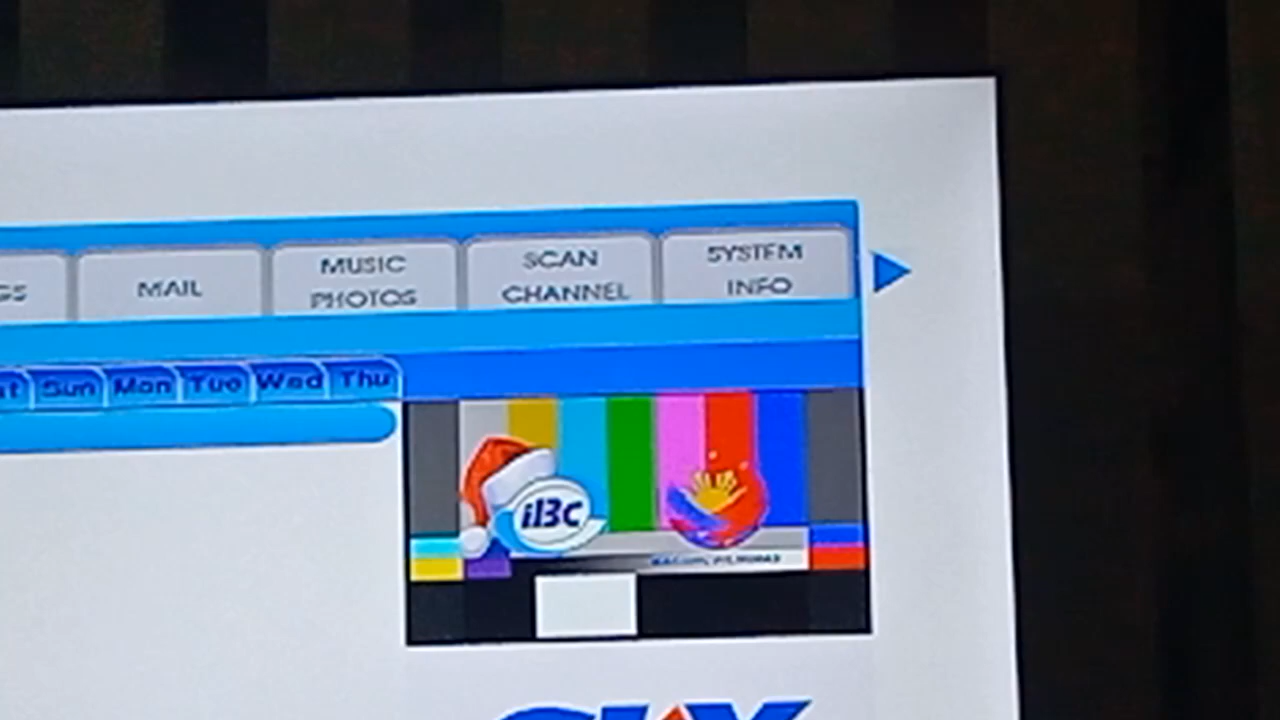 GS
MAIL
MUSIC
PHOTOS
SCAN
CHANNEL
SYSTEM
INFO
Sun
Mon
Tue
Wed
Thu
iBC